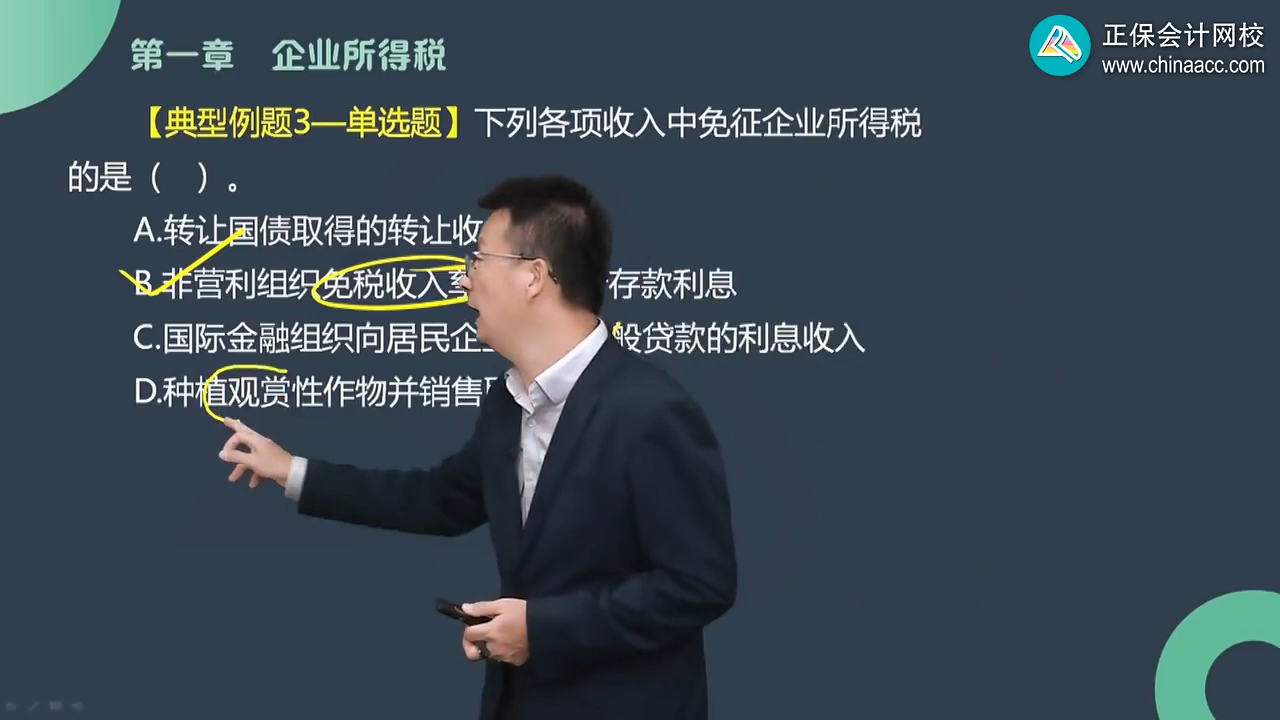 第一章 企业所得税
正保会计网校
www.chinaacc.com
【典型例题3—单选题】下列各项收入中免征企业所得税
的是（ ）。
A.转让国债取得的转让收
B.非营利组织免税收入 存款利息
C.国际金融组织向居民企 般贷款的利息收入
D.种植观赏性作物并销售